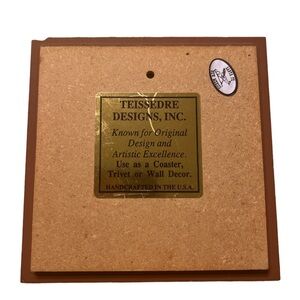 TEISSEDRE
DESIGNS, INC.
Known for Original
Design and
Artistic Excellence.
Use as a Coaster,
Trivet or Wall Decor.
HANDCRAFTED IN THE U.S.A.